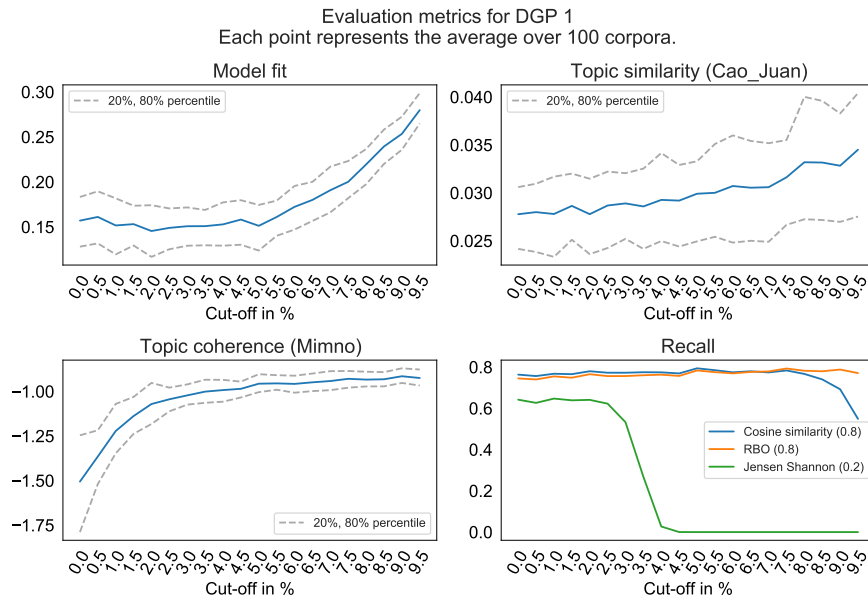 Evaluation metrics for DGP 1
Each point represents the average over 100 corpora.
Model fit
0.30
0.25
0.20
0.15
20%, 80% percentile
0.0 0.5 1.0 1.5 2.0 2.5 3.0 3.5 4.0 4.5 5.0 5.5 6.0 6.5 7.0 7.5 8.0 8.5 9.0 9.5
Cut-off in %
Topic similarity (Cao_Juan)
0.040
0.035
0.030
0.025
20%, 80% percentile
0.0 0.5 1.0 1.5 2.0 2.5 3.0 3.5 4.0 4.5 5.0 5.5 6.0 6.5 7.0 7.5 8.0 8.5 9.0 9.5
Cut-off in %
Topic coherence (Mimno)
−1.00
−1.25
−1.50
−1.75
20%, 80% percentile
0.0 0.5 1.0 1.5 2.0 2.5 3.0 3.5 4.0 4.5 5.0 5.5 6.0 6.5 7.0 7.5 8.0 8.5 9.0 9.5
Cut-off in %
Recall
0.8
0.6
0.4
0.2
0.0
Cosine similarity (0.8)
RBO (0.8)
Jensen Shannon (0.2)
0.0 0.5 1.0 1.5 2.0 2.5 3.0 3.5 4.0 4.5 5.0 5.5 6.0 6.5 7.0 7.5 8.0 8.5 9.0 9.5
Cut-off in %